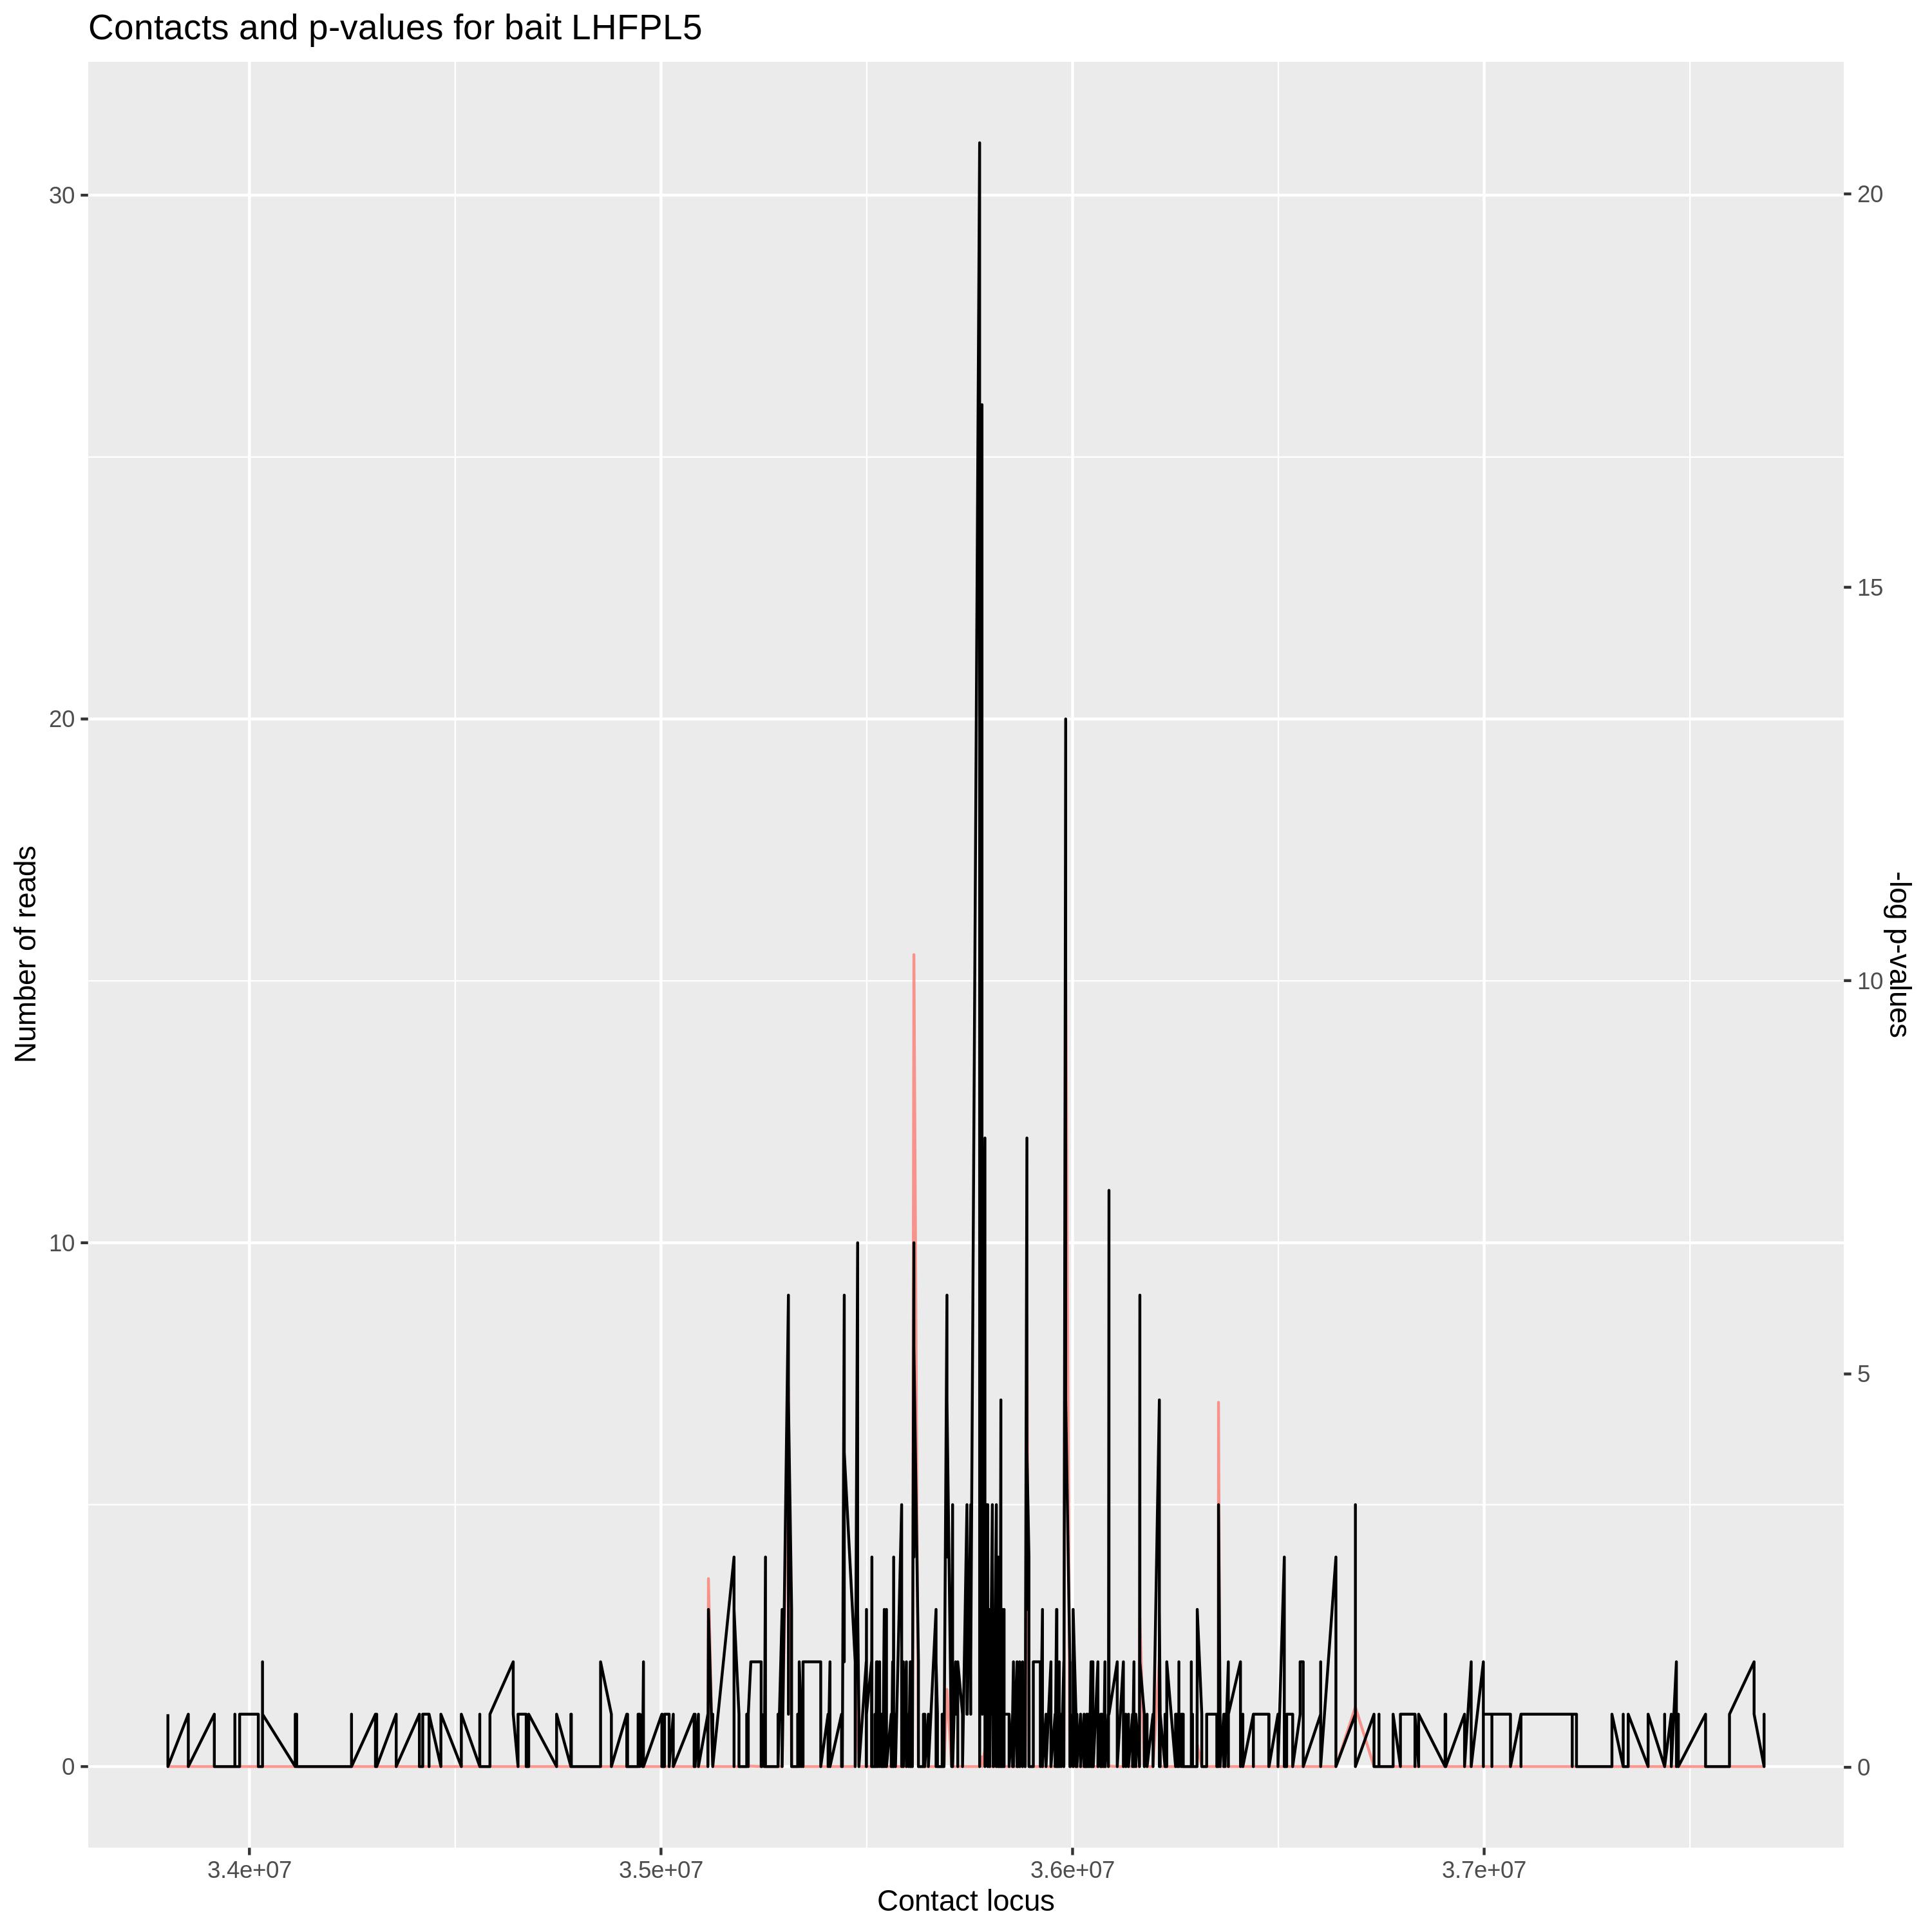 Contacts and p-values for bait LHFPL5
30
20
10
0
Number of reads
20
15
10
5
0
-log p-values
3.4e+07 3.5e+07 3.6e+07 3.7e+07
Contact locus